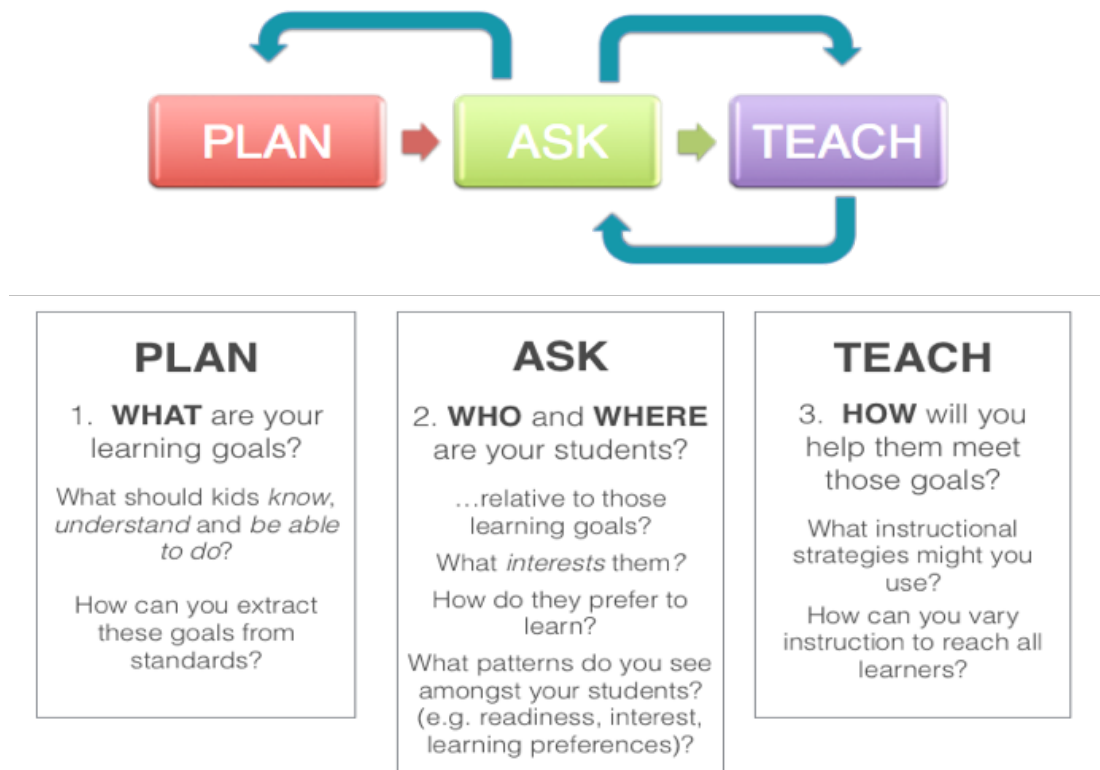 PLAN
ASK
TEACH
PLAN
1. WHAT are your
learning goals?
What should kids know,
understand and be able
to do?
How can you extract
these goals from
standards?
ASK
2. WHO and WHERE
are your students?
...relative to those
learning goals?
What interests them?
How do they prefer to
learn?
What patterns do you see
amongst your students?
(e.g. readiness, interest,
learning preferences)?
TEACH
3. HOW will you
help them meet
those goals?
What instructional
strategies might you
use?
How can you vary
instruction to reach all
learners?